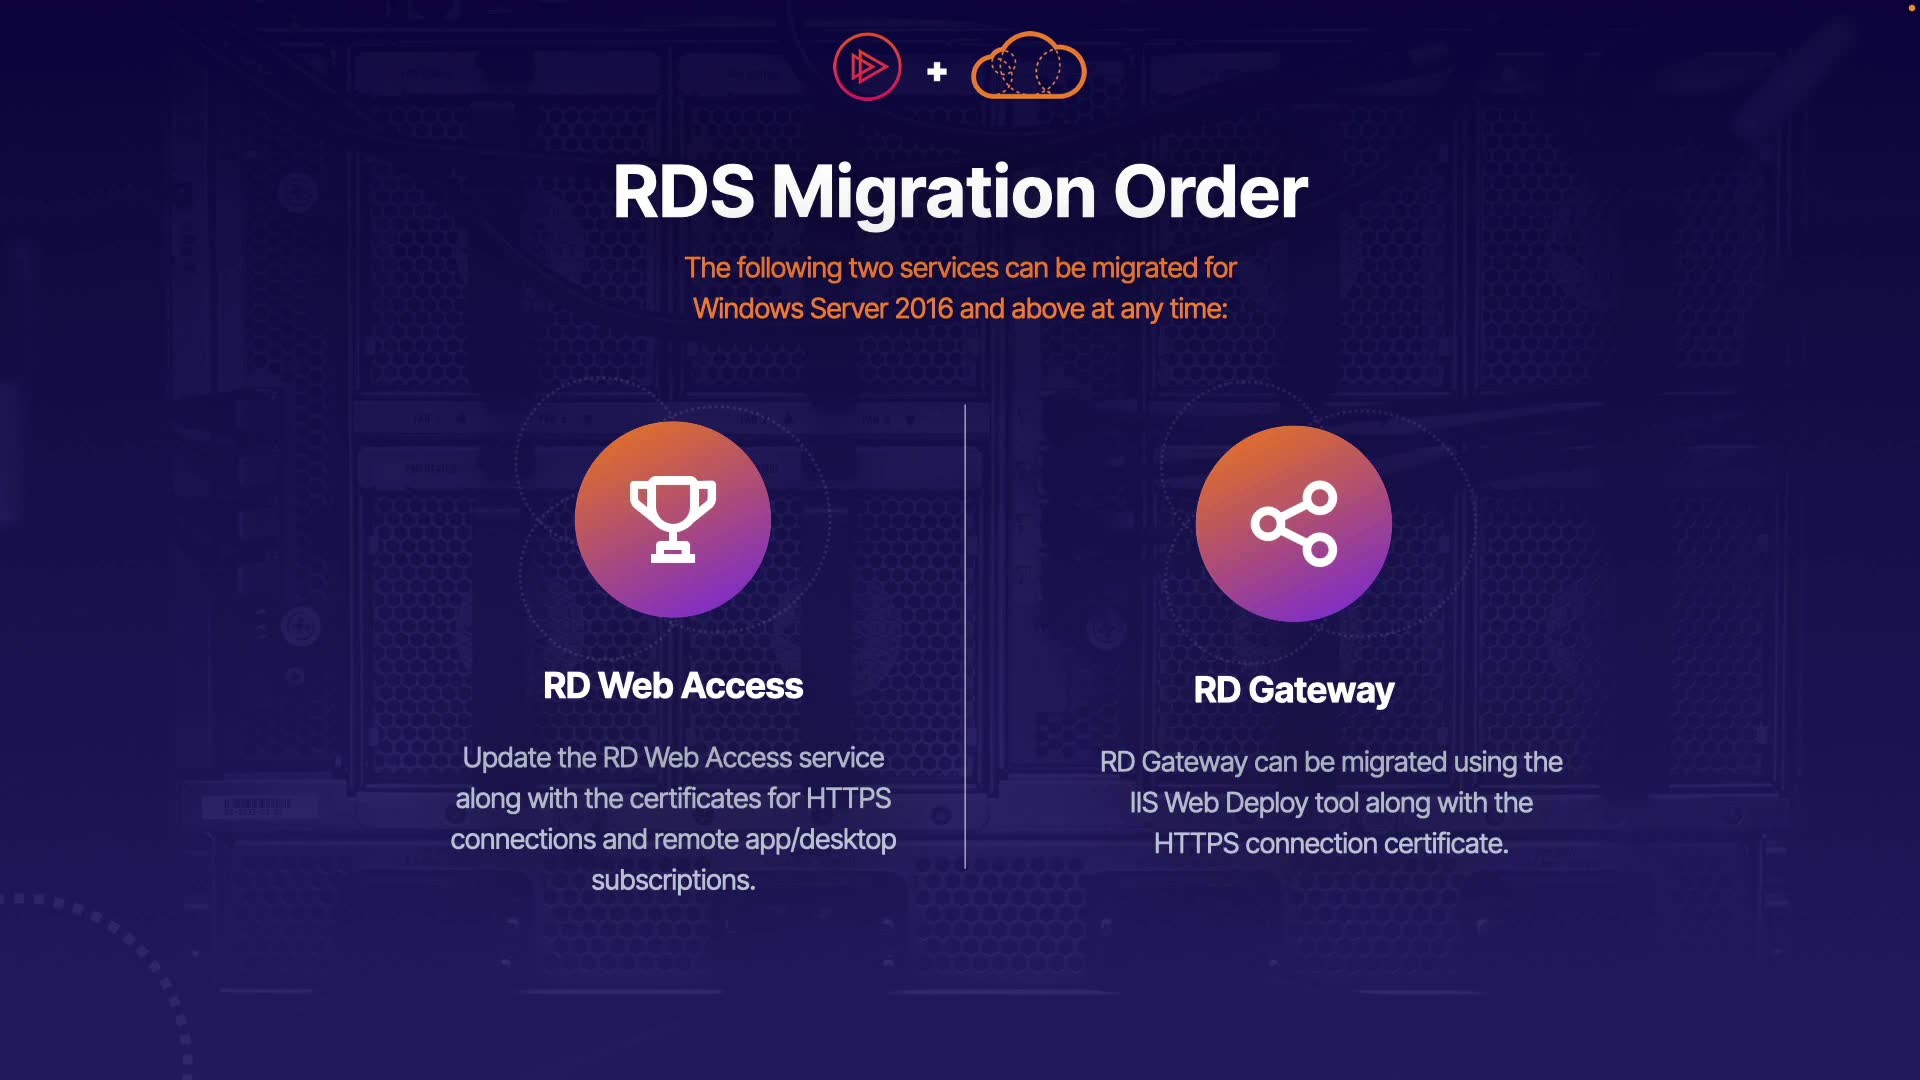 RDS Migration Order
The following two services can be migrated for
Windows Server 2016 and above at any time:
RD Web Access
Update the RD Web Access service
along with the certificates for HTTPS
connections and remote app/desktop
subscriptions.
RD Gateway
RD Gateway can be migrated using the
IIS Web Deploy tool along with the
HTTPS connection certificate.